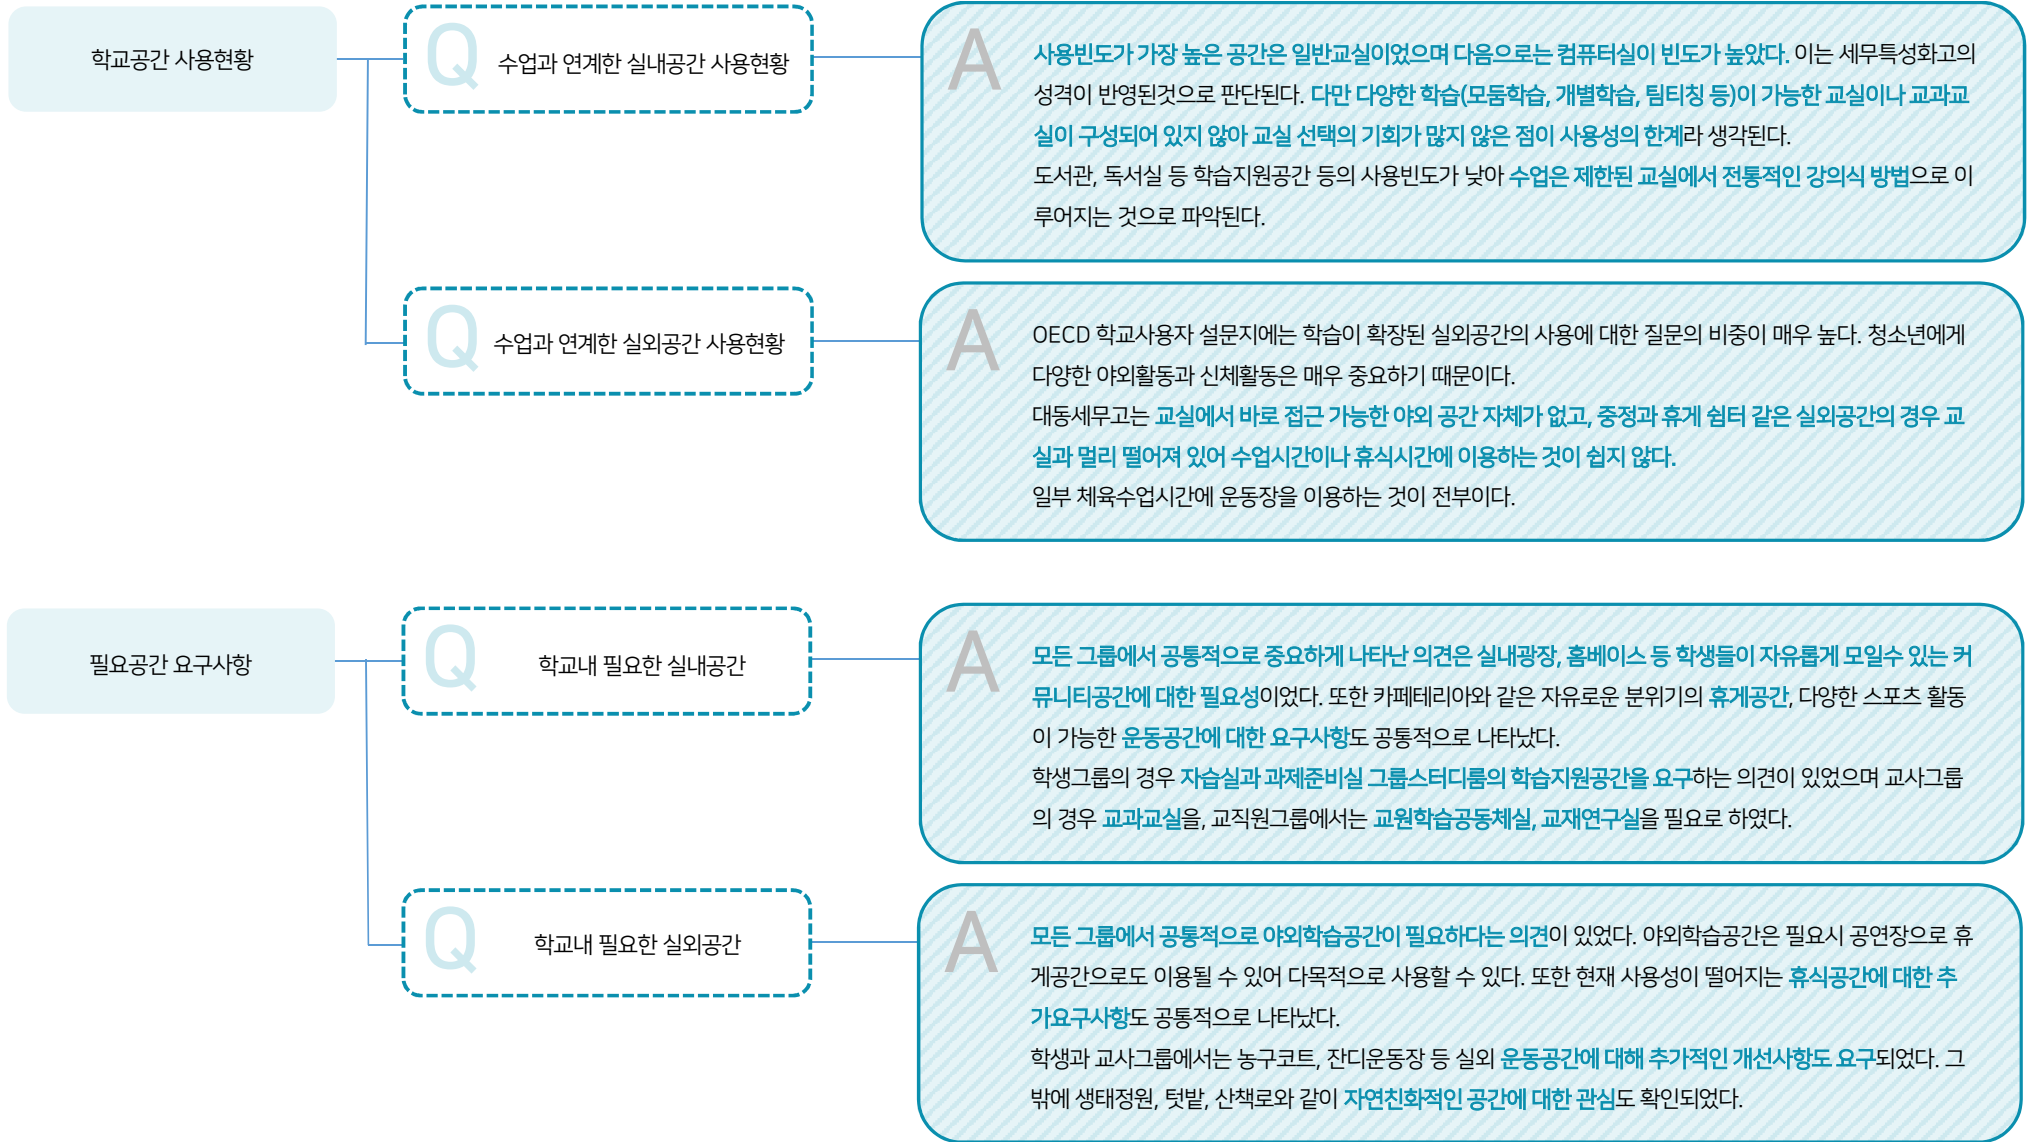 학교공간 사용현황
Q
수업과 연계한 실내공간 사용현황
A
사용빈도가 가장 높은 공간은 일반교실이었으며 다음으로는 컴퓨터실이 빈도가 높았다. 이는 세무특성화고의
성격이 반영된것으로 판단된다. 다만 다양한 학습(모둠학습, 개별학습, 팀티칭 등)이 가능한 교실이나 교과교
실이 구성되어 있지 않아 교실 선택의 기회가 많지 않은 점이 사용성의 한계라 생각된다.
도서관, 독서실 등 학습지원공간 등의 사용빈도가 낮아 수업은 제한된 교실에서 전통적인 강의식 방법으로 이
루어지는 것으로 파악된다.
Q
수업과 연계한 실외공간 사용현황
A
OECD 학교사용자 설문지에는 학습이 확장된 실외공간의 사용에 대한 질문의 비중이 매우 높다. 청소년에게
다양한 야외활동과 신체활동은 매우 중요하기 때문이다.
대동세무고는 교실에서 바로 접근 가능한 야외 공간 자체가 없고, 중정과 휴게 쉼터 같은 실외공간의 경우 교
실과 멀리 떨어져 있어 수업시간이나 휴식시간에 이용하는 것이 쉽지 않다.
일부 체육수업시간에 운동장을 이용하는 것이 전부이다.
필요공간 요구사항
Q
학교내 필요한 실내공간
A
모든 그룹에서 공통적으로 중요하게 나타난 의견은 실내광장, 홈베이스 등 학생들이 자유롭게 모일수 있는 커
뮤니티공간에 대한 필요성이었다. 또한 카페테리아와 같은 자유로운 분위기의 휴게공간, 다양한 스포츠 활동
이 가능한 운동공간에 대한 요구사항도 공통적으로 나타났다.
학생그룹의 경우 자습실과 과제준비실 그룹스터디룸의 학습지원공간을 요구하는 의견이 있었으며 교사그룹
의 경우 교과교실을, 교직원그룹에서는 교원학습공동체실, 교재연구실을 필요로 하였다.
Q
학교내 필요한 실외공간
A
모든 그룹에서 공통적으로 야외학습공간이 필요하다는 의견이 있었다. 야외학습공간은 필요시 공연장으로 휴
게공간으로도 이용될 수 있어 다목적으로 사용할 수 있다. 또한 현재 사용성이 떨어지는 휴식공간에 대한 추
가요구사항도 공통적으로 나타났다.
학생과 교사그룹에서는 농구코트, 잔디운동장 등 실외 운동공간에 대해 추가적인 개선사항도 요구되었다. 그
밖에 생태정원, 텃밭, 산책로와 같이 자연친화적인 공간에 대한 관심도 확인되었다.